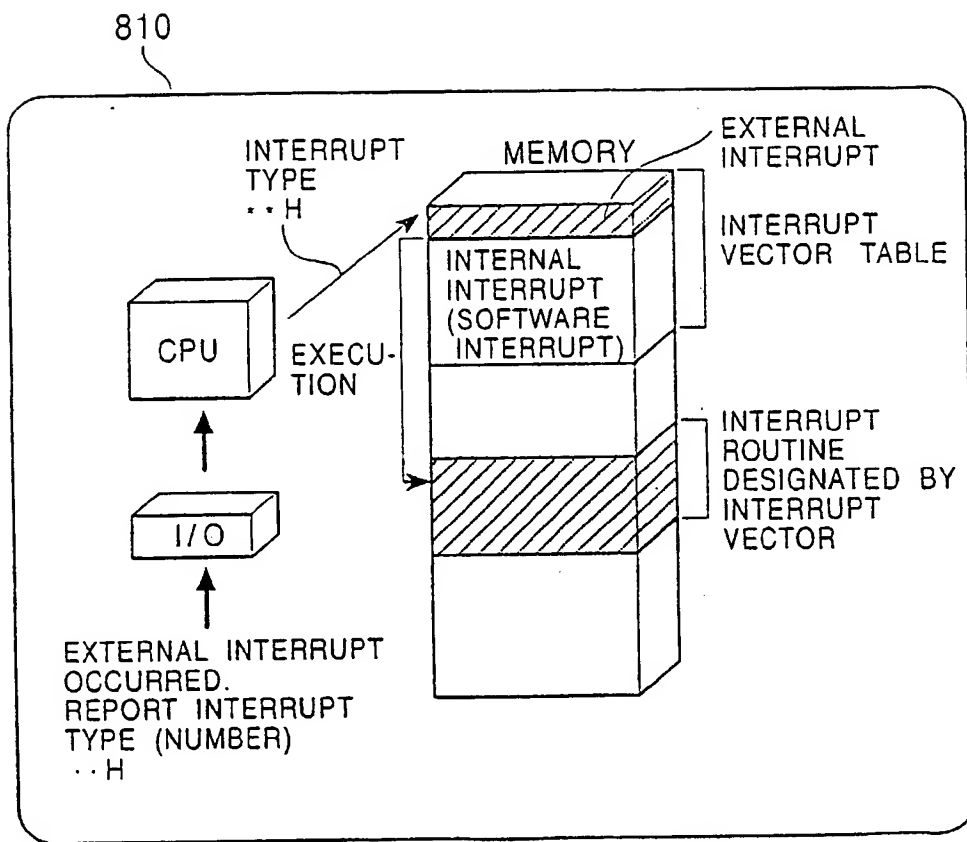 810
INTERRUPT
TYPE
**H
MEMORY
EXTERNAL
INTERRUPT
INTERRUPT
VECTOR TABLE
INTERNAL
INTERRUPT
(SOFTWARE
INTERRUPT)
CPU
EXECU-
TION
INTERRUPT
ROUTINE
DESIGNATED BY
INTERRUPT
VECTOR
I/O
EXTERNAL INTERRUPT
OCCURRED.
REPORT INTERRUPT
TYPE (NUMBER)
··H